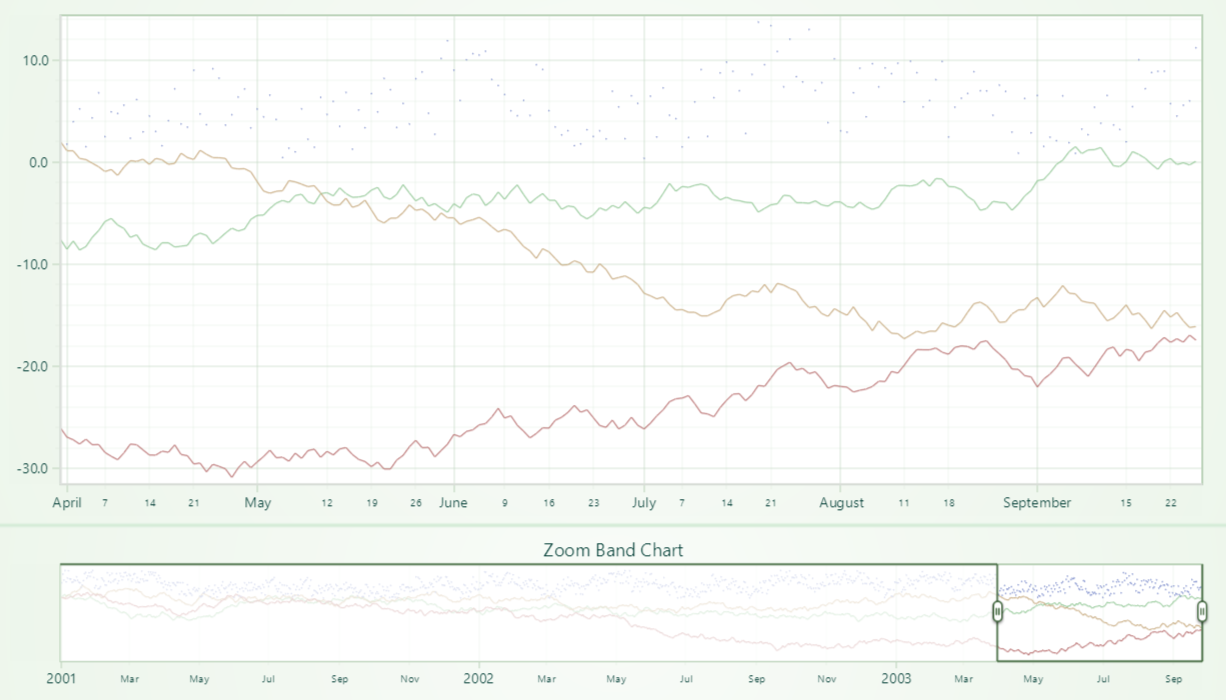 10.0
0.0
-10.0
-20.0
-30.0
April 7 14 21 May 12 19 26 June 9 16 23 July 7 14 21 August 11 18 September 15 22
Zoom Band Chart
2001 Mar May Jul Sep Nov 2002 Mar May Jul Sep Nov 2003 Mar May Jul Sep